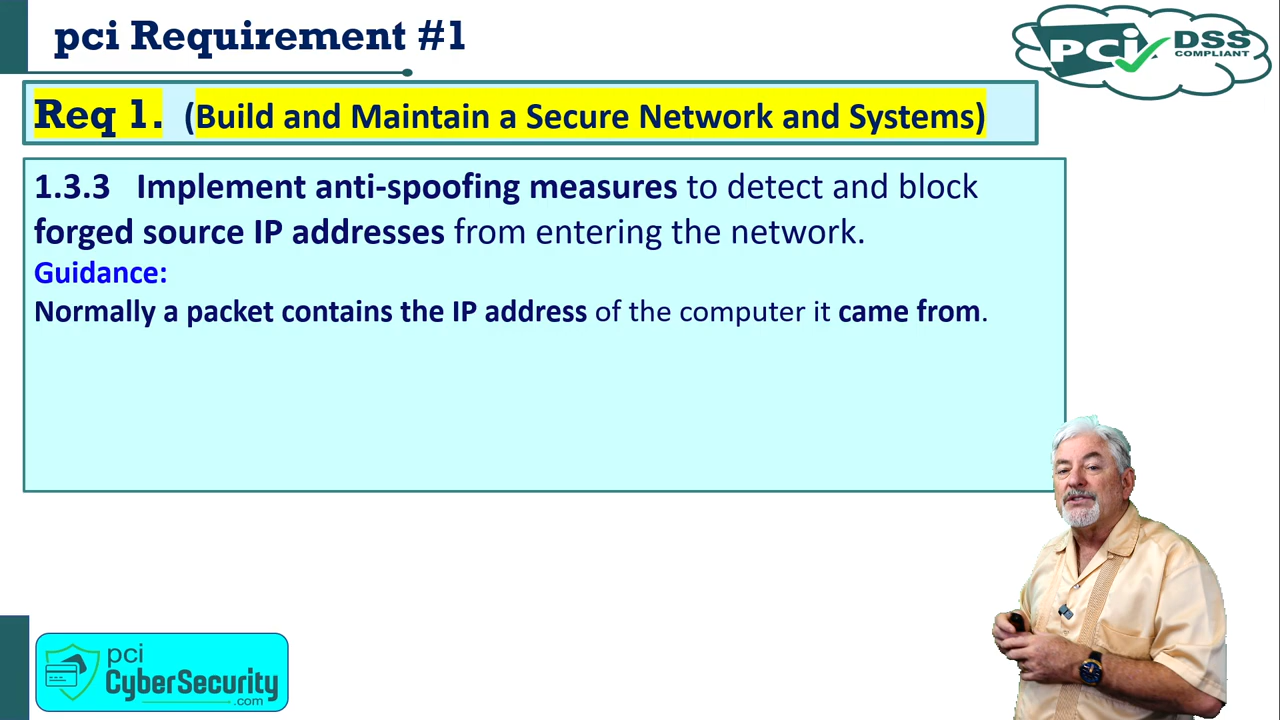 pci Requirement #1
PCi DSS
COMPLIANT
Req 1. (Build and Maintain a Secure Network and Systems)
1.3.3 Implement anti-spoofing measures to detect and block
forged source IP addresses from entering the network.
Guidance:
Normally a packet contains the IP address of the computer it came from.
pci
CyberSecurity
.com